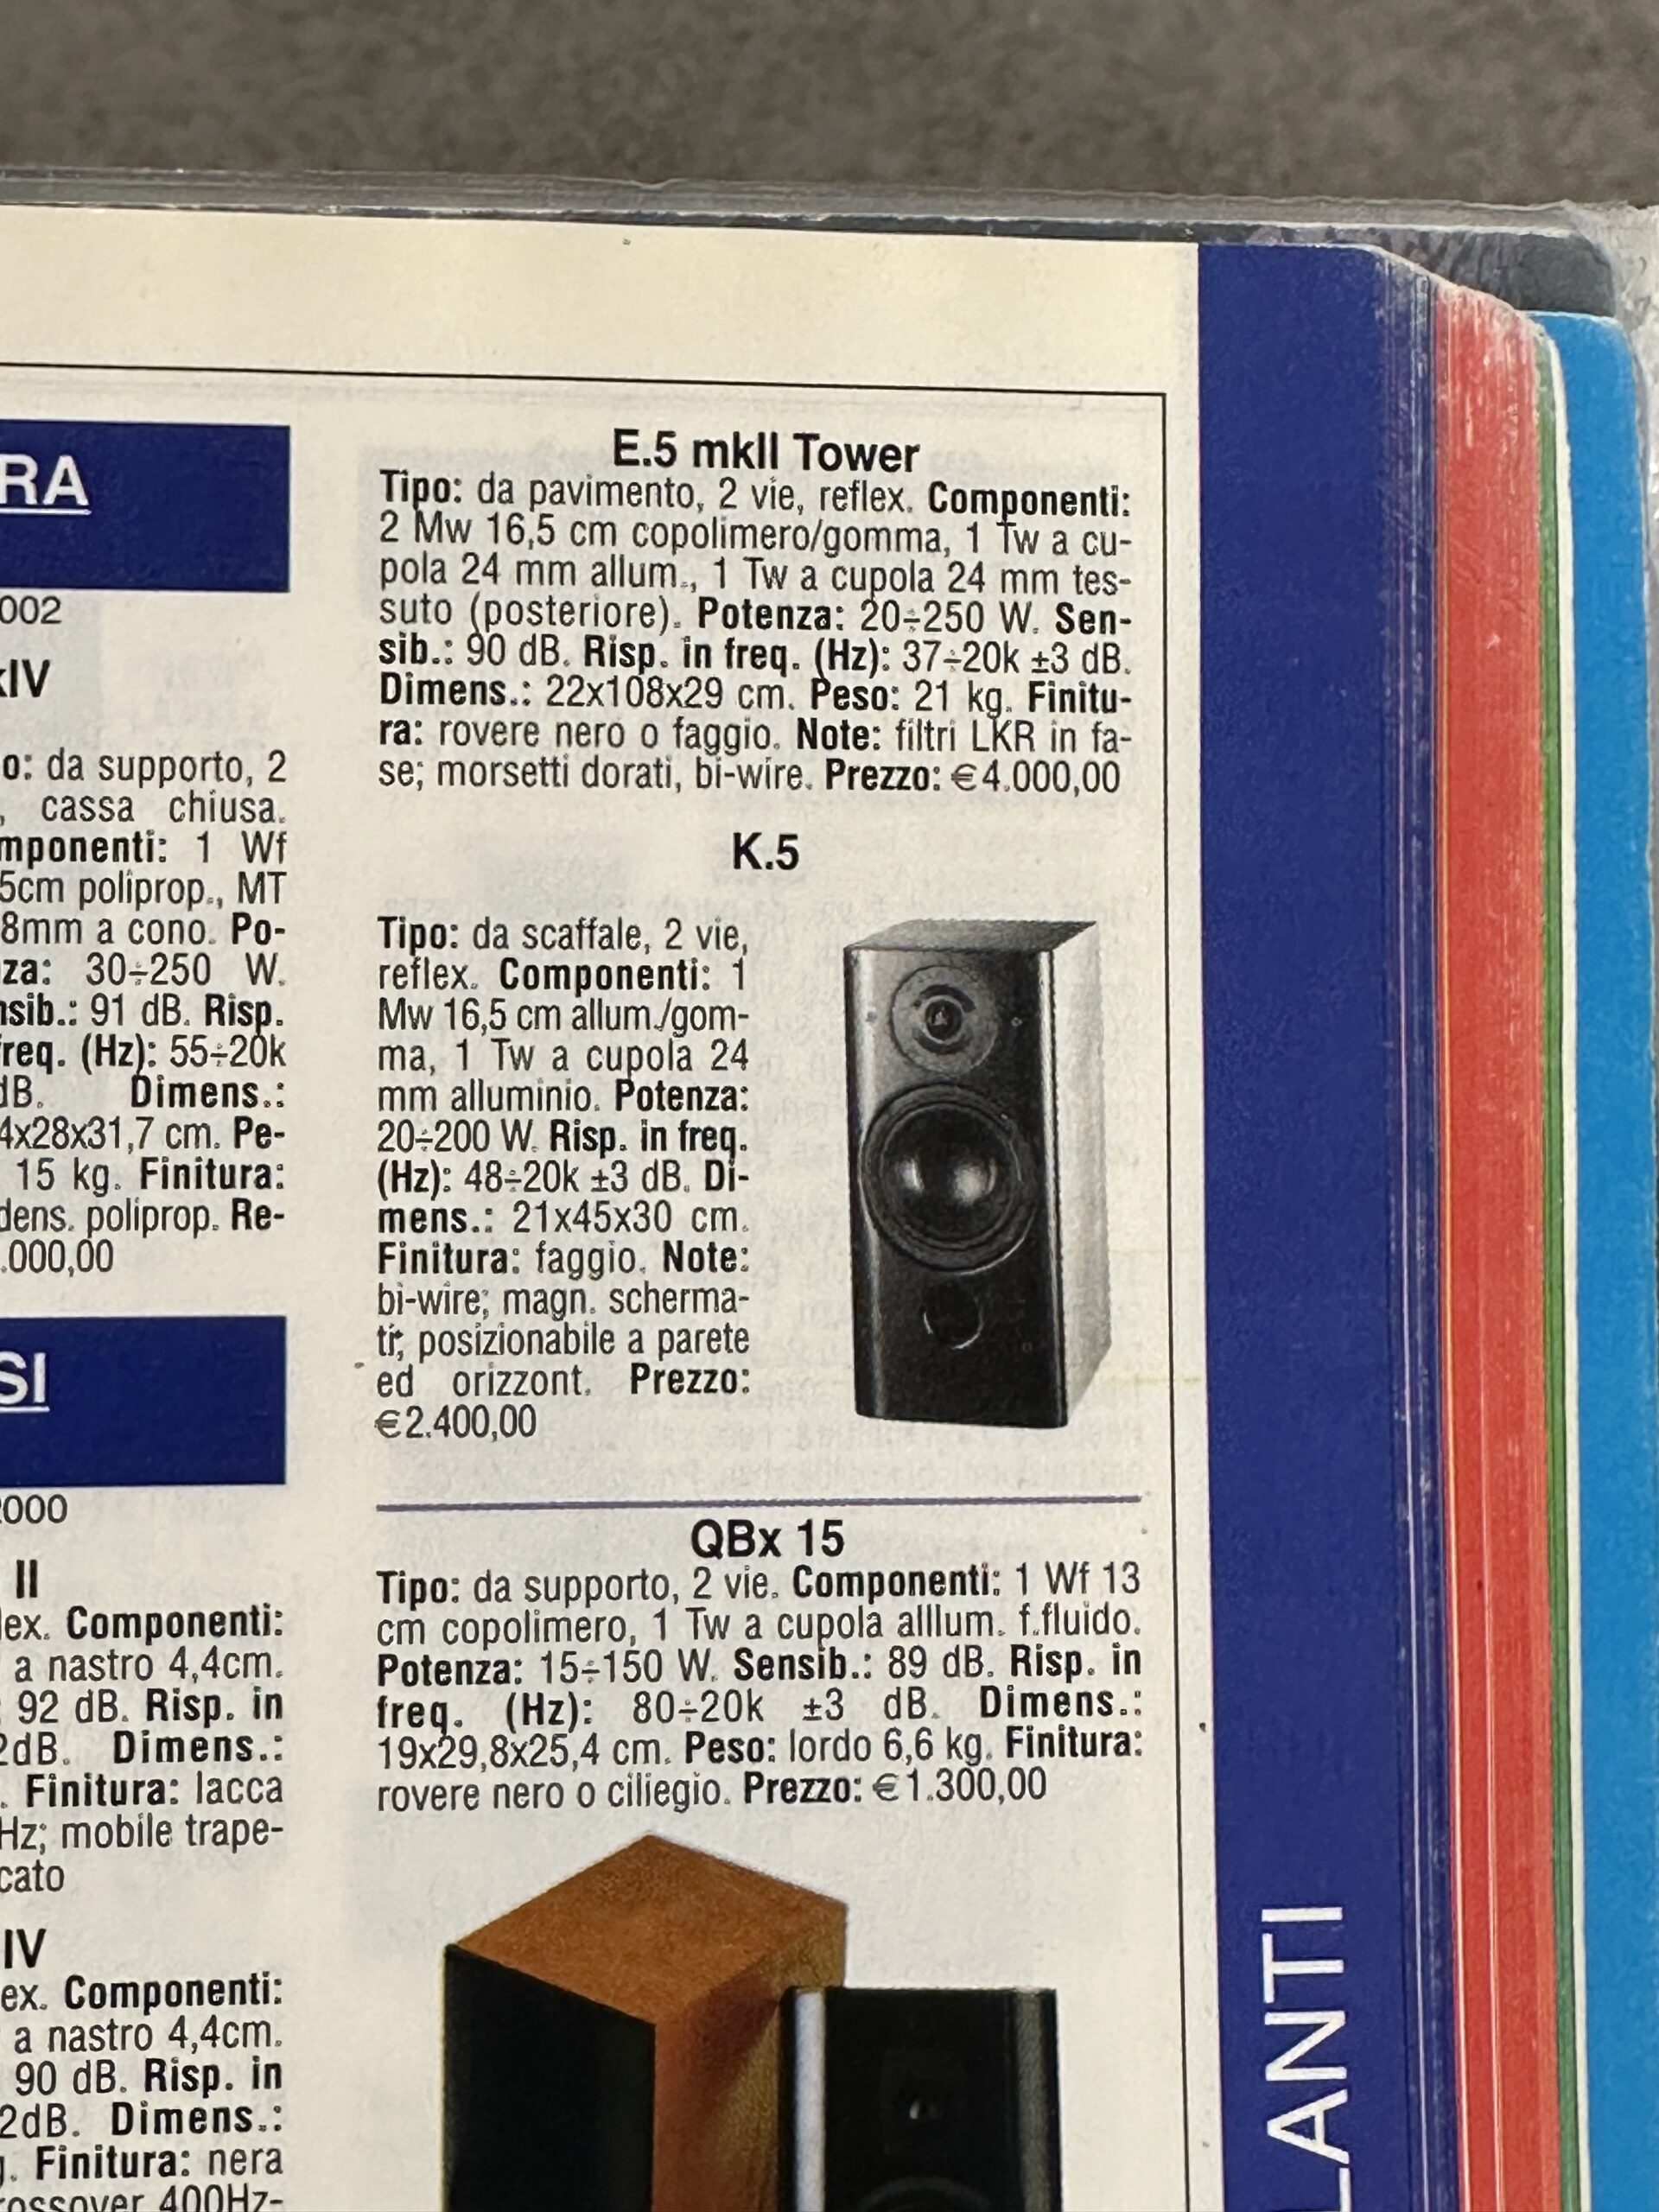 RA
002
IV
o: da supporto, 2
, cassa chiusa.
mponenti: 1 Wf
5cm poliprop., MT
8mm a cono. Po-
za: 30÷250 W.
nsib.: 91 dB. Risp.
freq. (Hz): 55÷20k
dB. Dimens.:
4x28x31,7 cm. Pe-
15 kg. Finitura:
dens. poliprop. Re-
.000,00
SI
2000
II
lex. Componenti:
a nastro 4,4cm.
92 dB. Risp. in
2dB. Dimens.:
. Finitura: lacca
Hz; mobile trape-
cato
IV
ex. Componenti:
a nastro 4,4cm.
90 dB. Risp. in
2dB. Dimens.:
. Finitura: nera
rossover 400Hz-
E.5 mkII Tower
Tipo: da pavimento, 2 vie, reflex. Componenti:
2 Mw 16,5 cm copolimero/gomma, 1 Tw a cu-
pola 24 mm allum., 1 Tw a cupola 24 mm tes-
suto (posteriore). Potenza: 20÷250 W. Sen-
sib.: 90 dB. Risp. in freq. (Hz): 37÷20k ±3 dB.
Dimens.: 22x108x29 cm. Peso: 21 kg. Finitu-
ra: rovere nero o faggio. Note: filtri LKR in fa-
se; morsetti dorati, bi-wire. Prezzo: €4.000,00
K.5
Tipo: da scaffale, 2 vie,
reflex. Componenti: 1
Mw 16,5 cm allum./gom-
ma, 1 Tw a cupola 24
mm alluminio. Potenza:
20÷200 W. Risp. in freq.
(Hz): 48÷20k ±3 dB. Di-
mens.: 21x45x30 cm.
Finitura: faggio. Note:
bi-wire; magn. scherma-
ti; posizionabile a parete
ed orizzont. Prezzo:
€2.400,00
QBx 15
Tipo: da supporto, 2 vie. Componenti: 1 Wf 13
cm copolimero, 1 Tw a cupola alllum. f.fluido.
Potenza: 15÷150 W. Sensib.: 89 dB. Risp. in
freq. (Hz): 80÷20k ±3 dB. Dimens.:
19x29,8x25,4 cm. Peso: lordo 6,6 kg. Finitura:
rovere nero o ciliegio. Prezzo: €1.300,00
LANTI